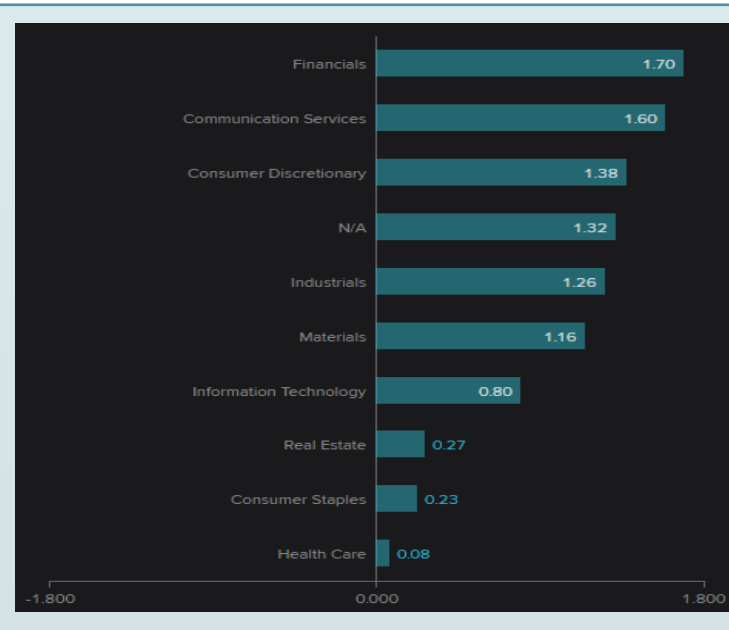 Financials 1.70
Communication Services 1.60
Consumer Discretionary 1.38
N/A 1.32
Industrials 1.26
Materials 1.16
Information Technology 0.80
Real Estate 0.27
Consumer Staples 0.23
Health Care 0.08
-1.800 0.000 1.800